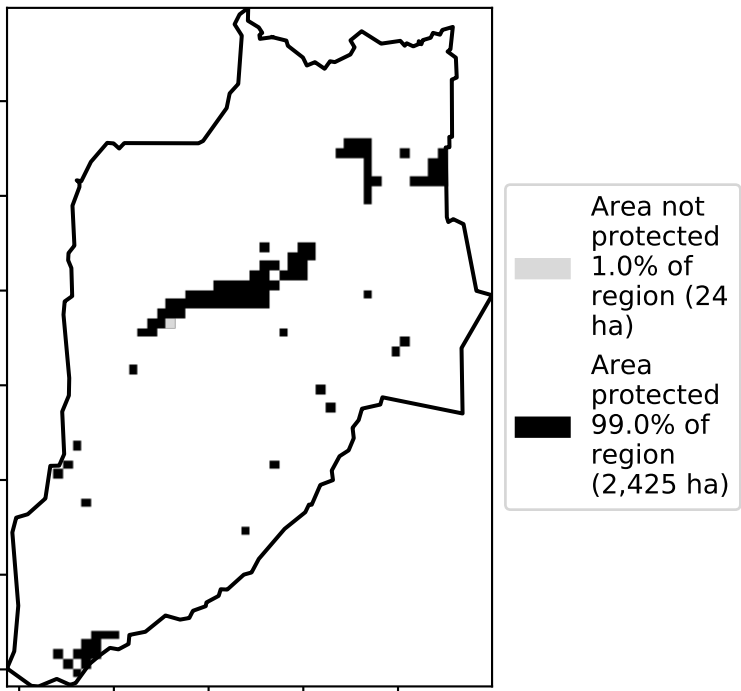 Area not
protected
1.0% of
region (24
ha)
Area
protected
99.0% of
region
(2,425 ha)